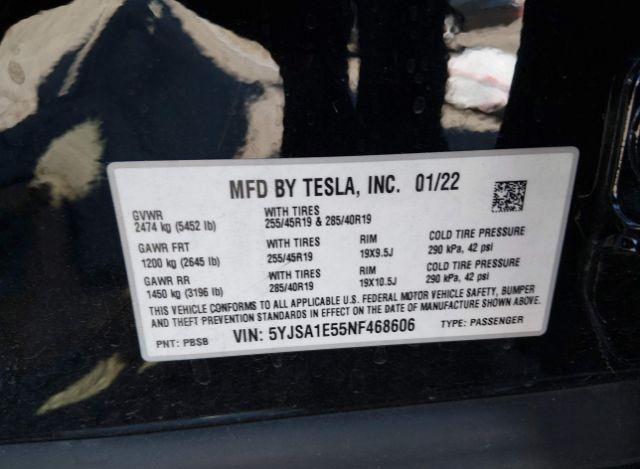 MFD BY TESLA, INC. 01/22
GVWR
2474 kg (5452 lb)
WITH TIRES
255/45R19 & 285/40R19
GAWR FRT
1200 kg (2645 lb)
WITH TIRES
255/45R19
RIM
19X9.5J
COLD TIRE PRESSURE
290 kPa, 42 psi
GAWR RR
1450 kg (3196 lb)
WITH TIRES
285/40R19
RIM
19X10.5J
COLD TIRE PRESSURE
290 kPa, 42 psi
THIS VEHICLE CONFORMS TO ALL APPLICABLE U.S. FEDERAL MOTOR VEHICLE SAFETY, BUMPER
AND THEFT PREVENTION STANDARDS IN EFFECT ON THE DATE OF MANUFACTURE SHOWN ABOVE.
PNT: PBSB
VIN: 5YJSA1E55NF468606
TYPE: PASSENGER